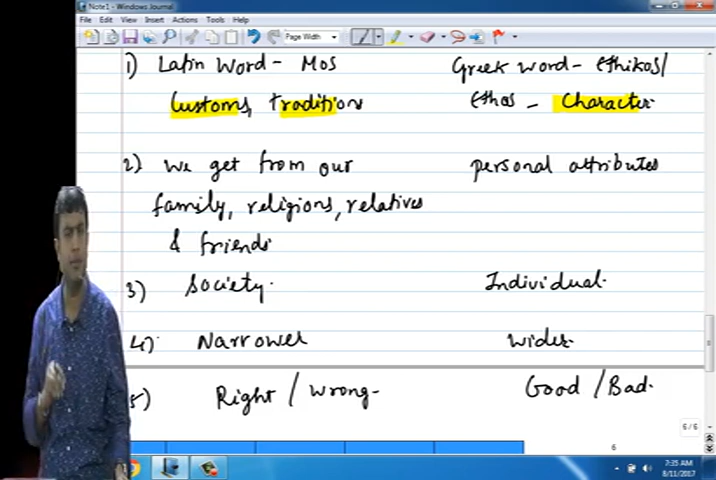 Note1 - Windows Journal
File Edit View Insert Actions Tools Help
Page Width
1) Latin Word - Mos Greek word - Ethikos/
Customs, traditions Ethos - Character
2) We get from our personal attributes
family, religions, relatives
& friends
3) Society. Individual.
4) Narrower wider
5) Right / wrong- Good / Bad.
6/6
6
7:35 AM
8/11/2017